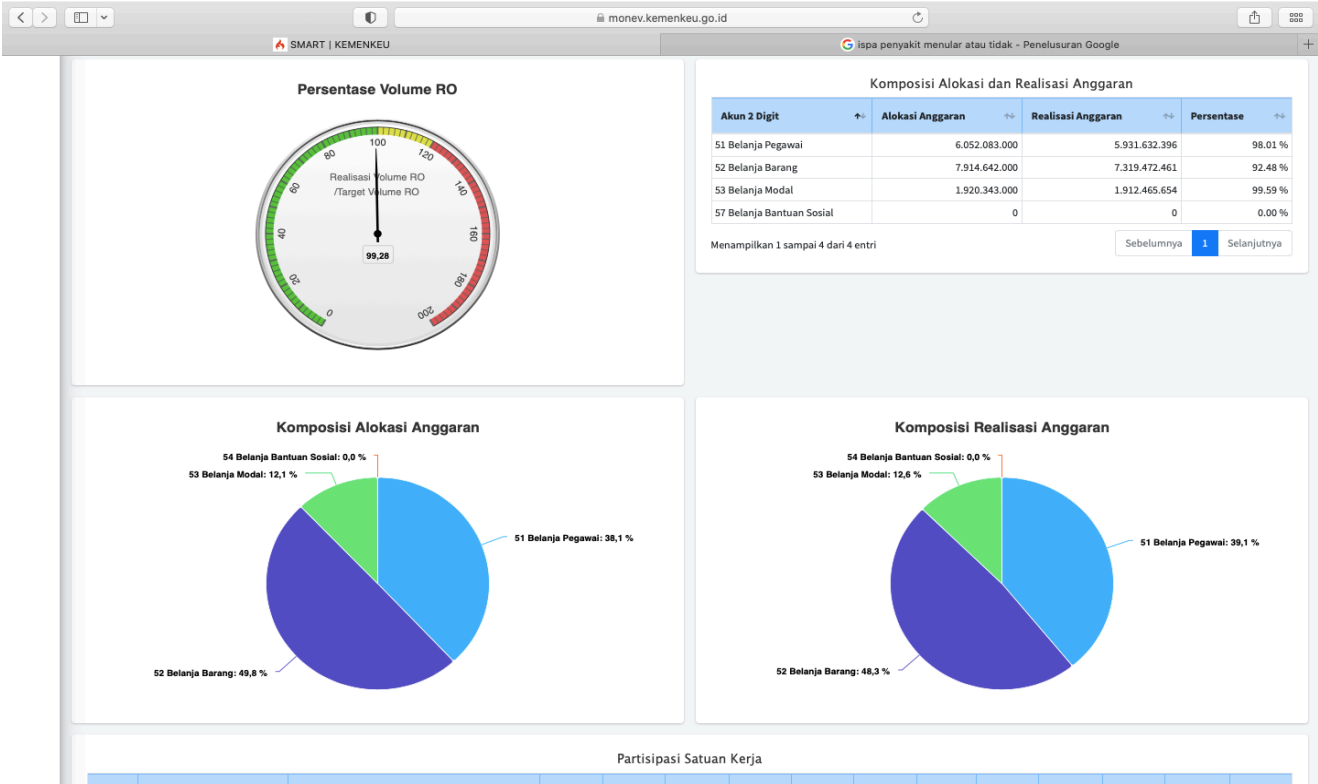 monev.kemenkeu.go.id
SMART | KEMENKEU
ispa penyakit menular atau tidak - Penelusuran Google
Persentase Volume RO
0
20
40
60
80
100
120
140
160
180
200
Realisasi Volume RO
/Target Volume RO
99,28
Komposisi Alokasi dan Realisasi Anggaran
Akun 2 Digit Alokasi Anggaran Realisasi Anggaran Persentase
51 Belanja Pegawai 6.052.083.000 5.931.632.396 98.01 %
52 Belanja Barang 7.914.642.000 7.319.472.461 92.48 %
53 Belanja Modal 1.920.343.000 1.912.465.654 99.59 %
57 Belanja Bantuan Sosial 0 0 0.00 %
Menampilkan 1 sampai 4 dari 4 entri
Sebelumnya 1 Selanjutnya
Komposisi Alokasi Anggaran
54 Belanja Bantuan Sosial: 0,0 %
53 Belanja Modal: 12,1 %
51 Belanja Pegawai: 38,1 %
52 Belanja Barang: 49,8 %
Komposisi Realisasi Anggaran
54 Belanja Bantuan Sosial: 0,0 %
53 Belanja Modal: 12,6 %
51 Belanja Pegawai: 39,1 %
52 Belanja Barang: 48,3 %
Partisipasi Satuan Kerja